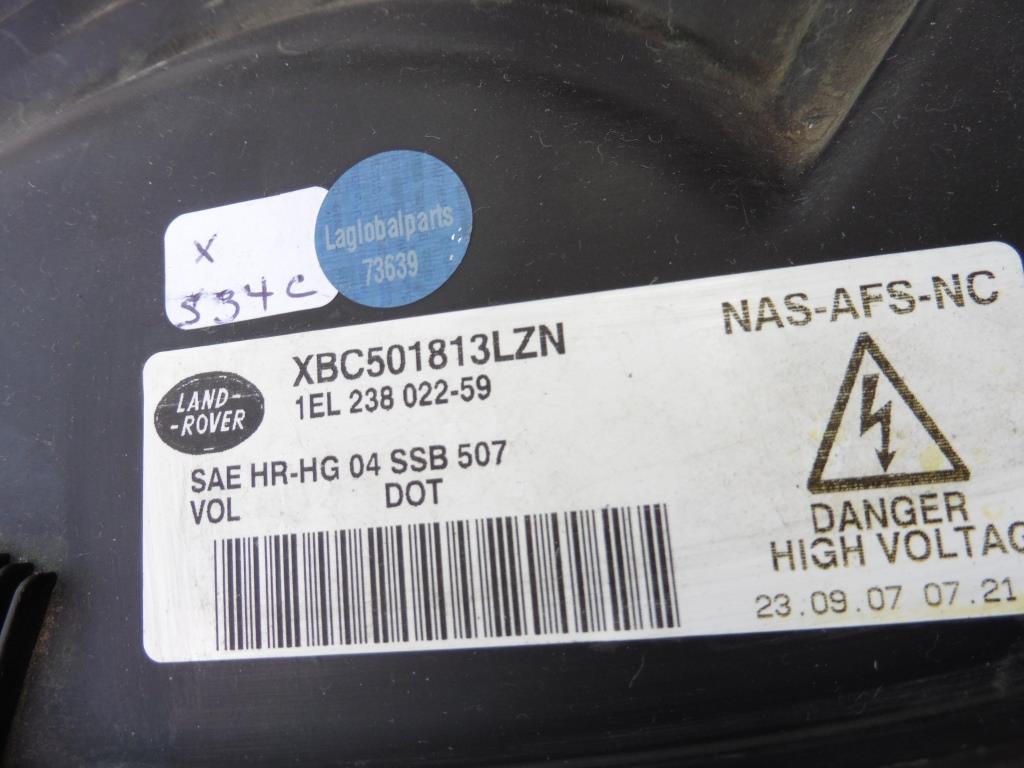 X
534C
Laglobalparts
73639
NAS-AFS-NC
XBC501813LZN
1EL 238 022-59
LAND-
-ROVER
SAE HR-HG 04 SSB 507
VOL DOT
DANGER
HIGH VOLTAG
23.09.07 07.21